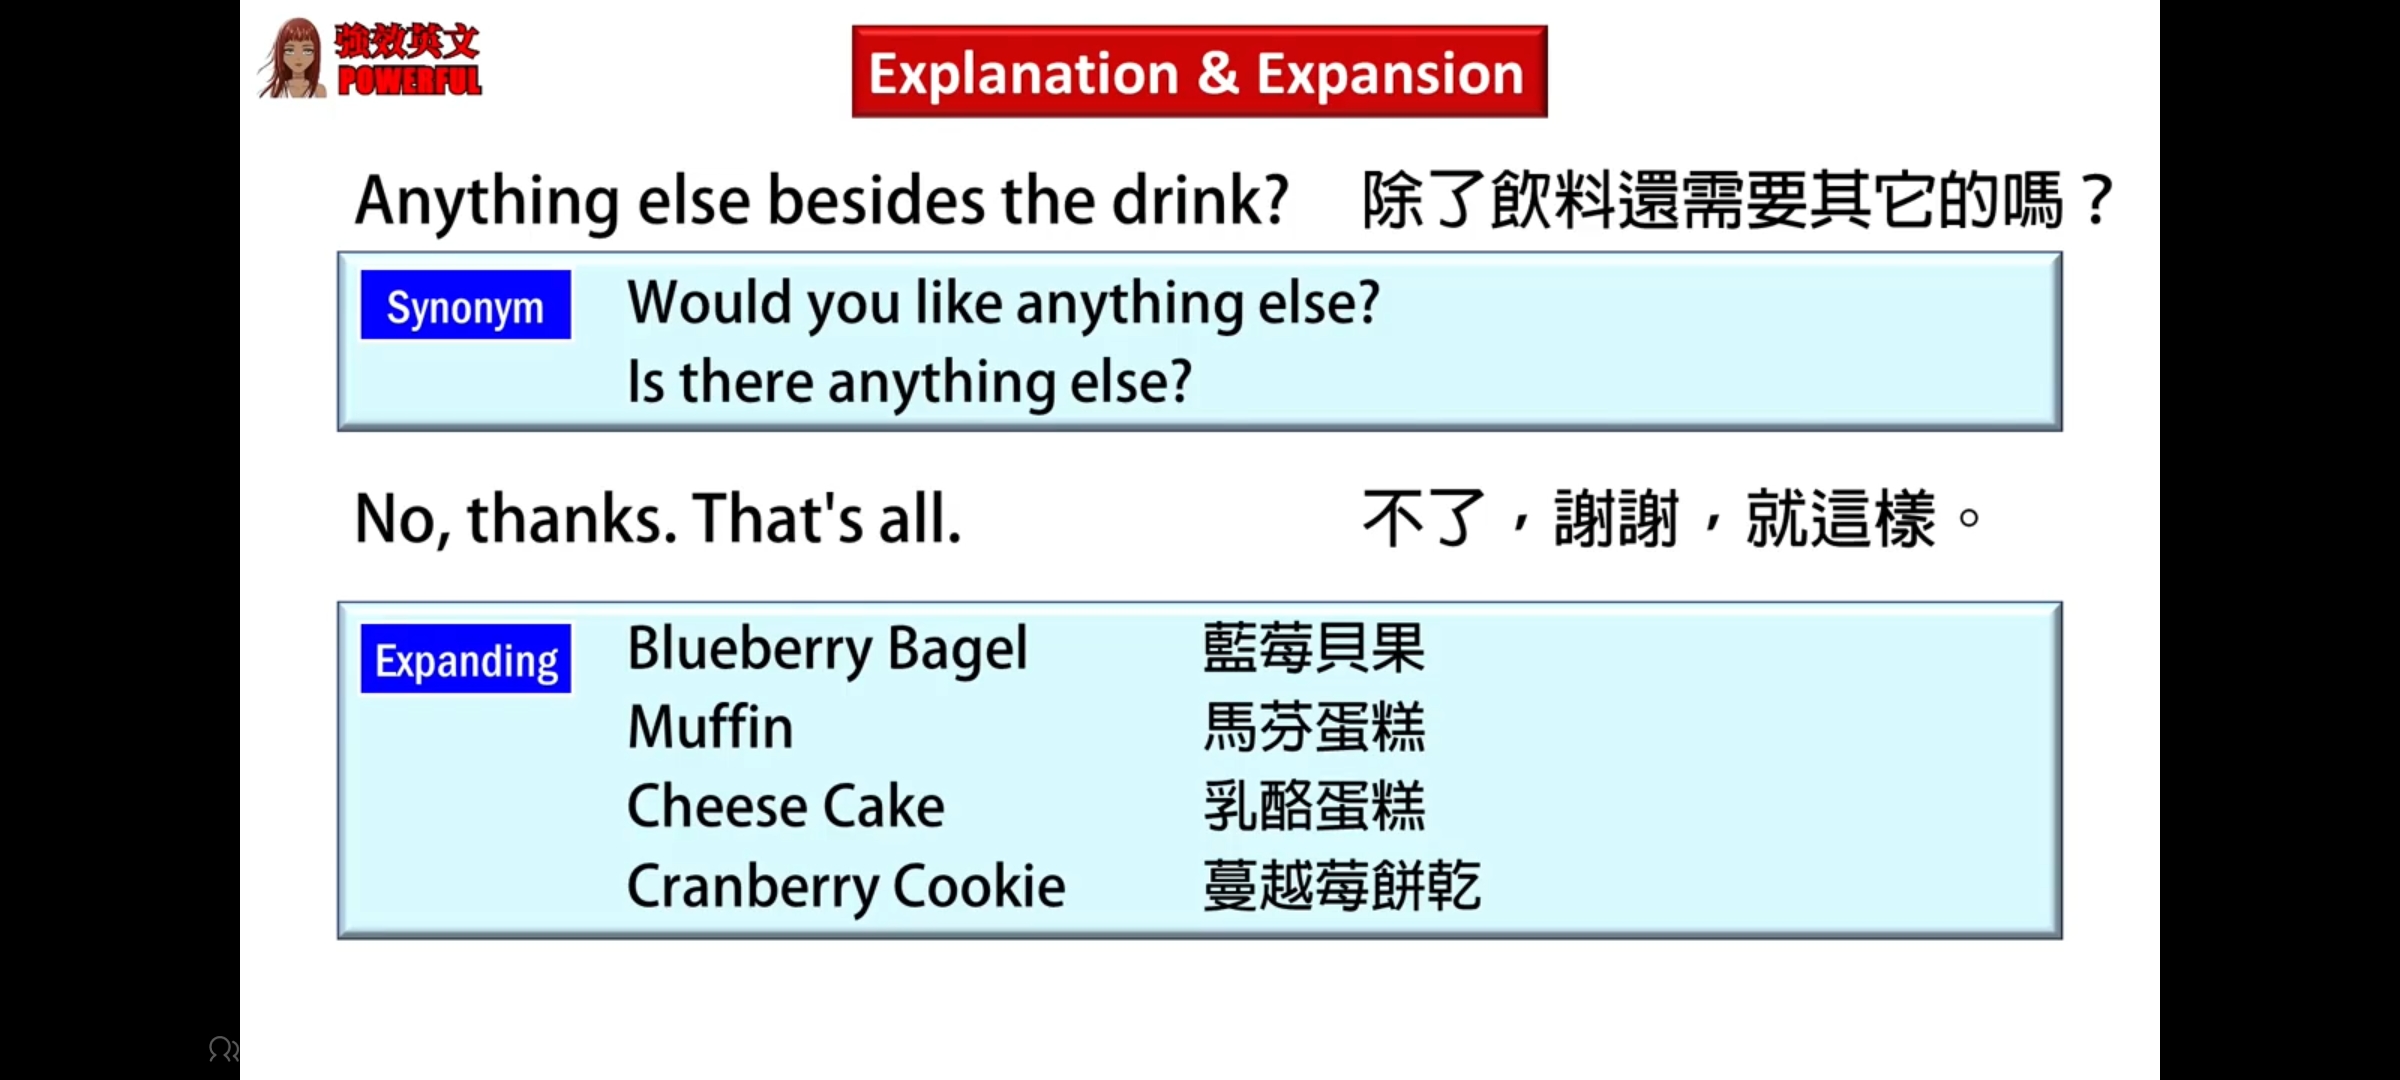 強效英文
POWERFUL
Explanation & Expansion
Anything else besides the drink? 除了飲料還需要其它的嗎？
Synonym Would you like anything else?
Is there anything else?
No, thanks. That's all. 不了，謝謝，就這樣。
Expanding Blueberry Bagel 藍莓貝果
Muffin 馬芬蛋糕
Cheese Cake 乳酪蛋糕
Cranberry Cookie 蔓越莓餅乾